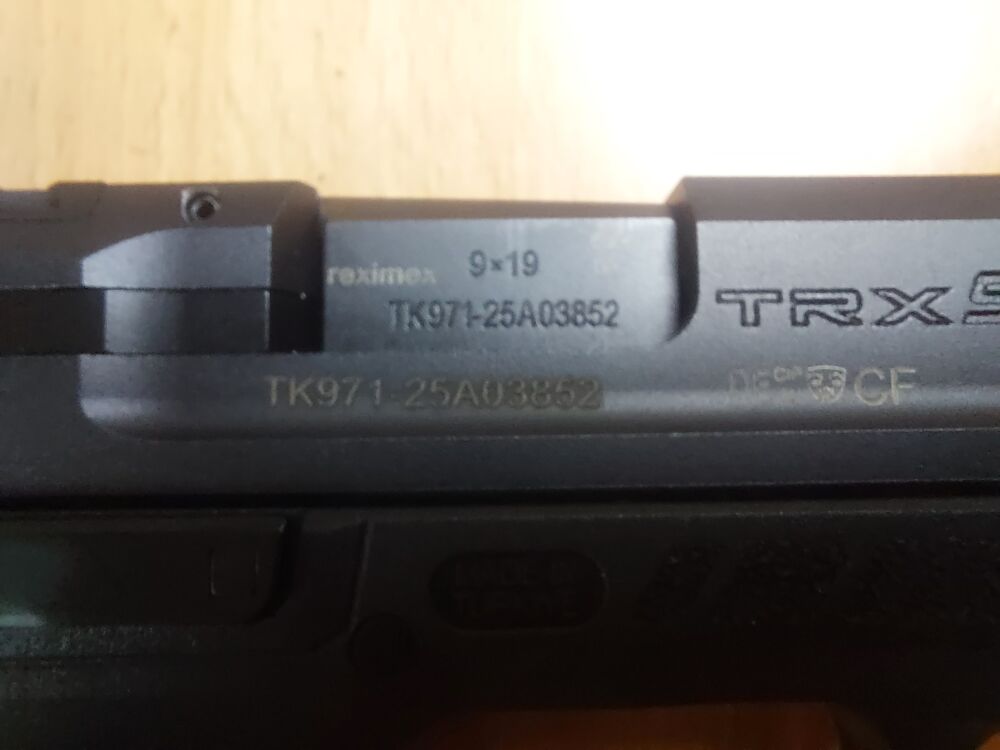 reximex 9×19
TK971-25A03852
TRX
TK971-25A03852
CF